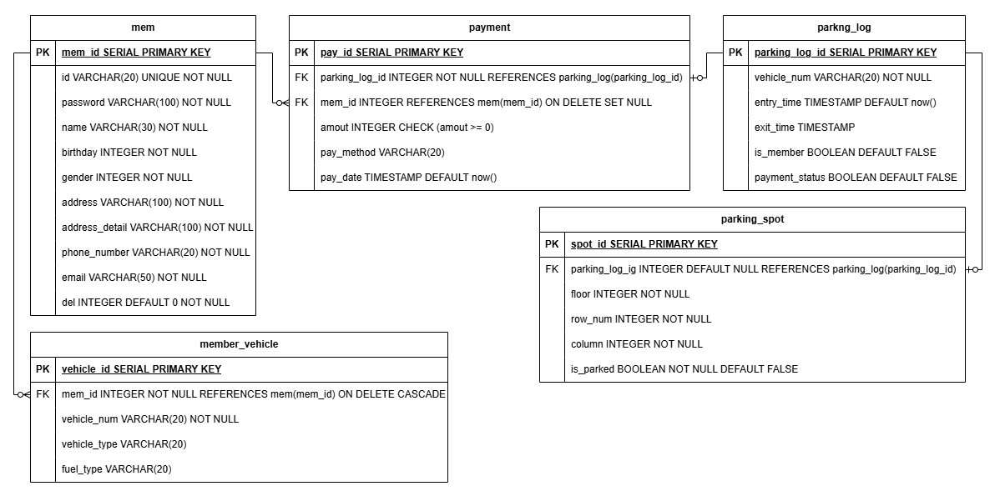 mem
PK mem_id SERIAL PRIMARY KEY
id VARCHAR(20) UNIQUE NOT NULL
password VARCHAR(100) NOT NULL
name VARCHAR(30) NOT NULL
birthday INTEGER NOT NULL
gender INTEGER NOT NULL
address VARCHAR(100) NOT NULL
address_detail VARCHAR(100) NOT NULL
phone_number VARCHAR(20) NOT NULL
email VARCHAR(50) NOT NULL
del INTEGER DEFAULT 0 NOT NULL
payment
PK pay_id SERIAL PRIMARY KEY
FK parking_log_id INTEGER NOT NULL REFERENCES parking_log(parking_log_id)
FK mem_id INTEGER REFERENCES mem(mem_id) ON DELETE SET NULL
amout INTEGER CHECK (amout >= 0)
pay_method VARCHAR(20)
pay_date TIMESTAMP DEFAULT now()
parkng_log
PK parking_log_id SERIAL PRIMARY KEY
vehicle_num VARCHAR(20) NOT NULL
entry_time TIMESTAMP DEFAULT now()
exit_time TIMESTAMP
is_member BOOLEAN DEFAULT FALSE
payment_status BOOLEAN DEFAULT FALSE
parking_spot
PK spot_id SERIAL PRIMARY KEY
FK parking_log_ig INTEGER DEFAULT NULL REFERENCES parking_log(parking_log_id)
floor INTEGER NOT NULL
row_num INTEGER NOT NULL
column INTEGER NOT NULL
is_parked BOOLEAN NOT NULL DEFAULT FALSE
member_vehicle
PK vehicle_id SERIAL PRIMARY KEY
FK mem_id INTEGER NOT NULL REFERENCES mem(mem_id) ON DELETE CASCADE
vehicle_num VARCHAR(20) NOT NULL
vehicle_type VARCHAR(20)
fuel_type VARCHAR(20)